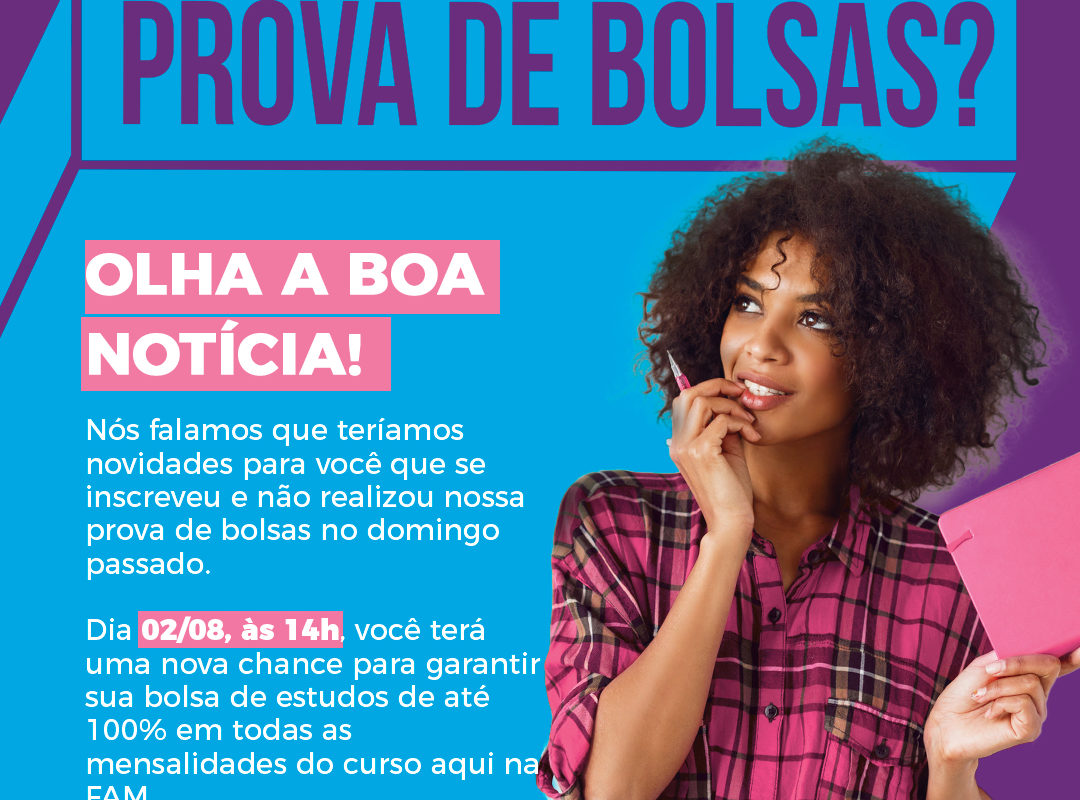 PROVA DE BOLSAS?
OLHA A BOA
NOTÍCIA!
Nós falamos que teríamos
novidades para você que se
inscreveu e não realizou nossa
prova de bolsas no domingo
passado.
Dia 02/08, às 14h, você terá
uma nova chance para garantir
sua bolsa de estudos de até
100% em todas as
mensalidades do curso aqui na
FAM